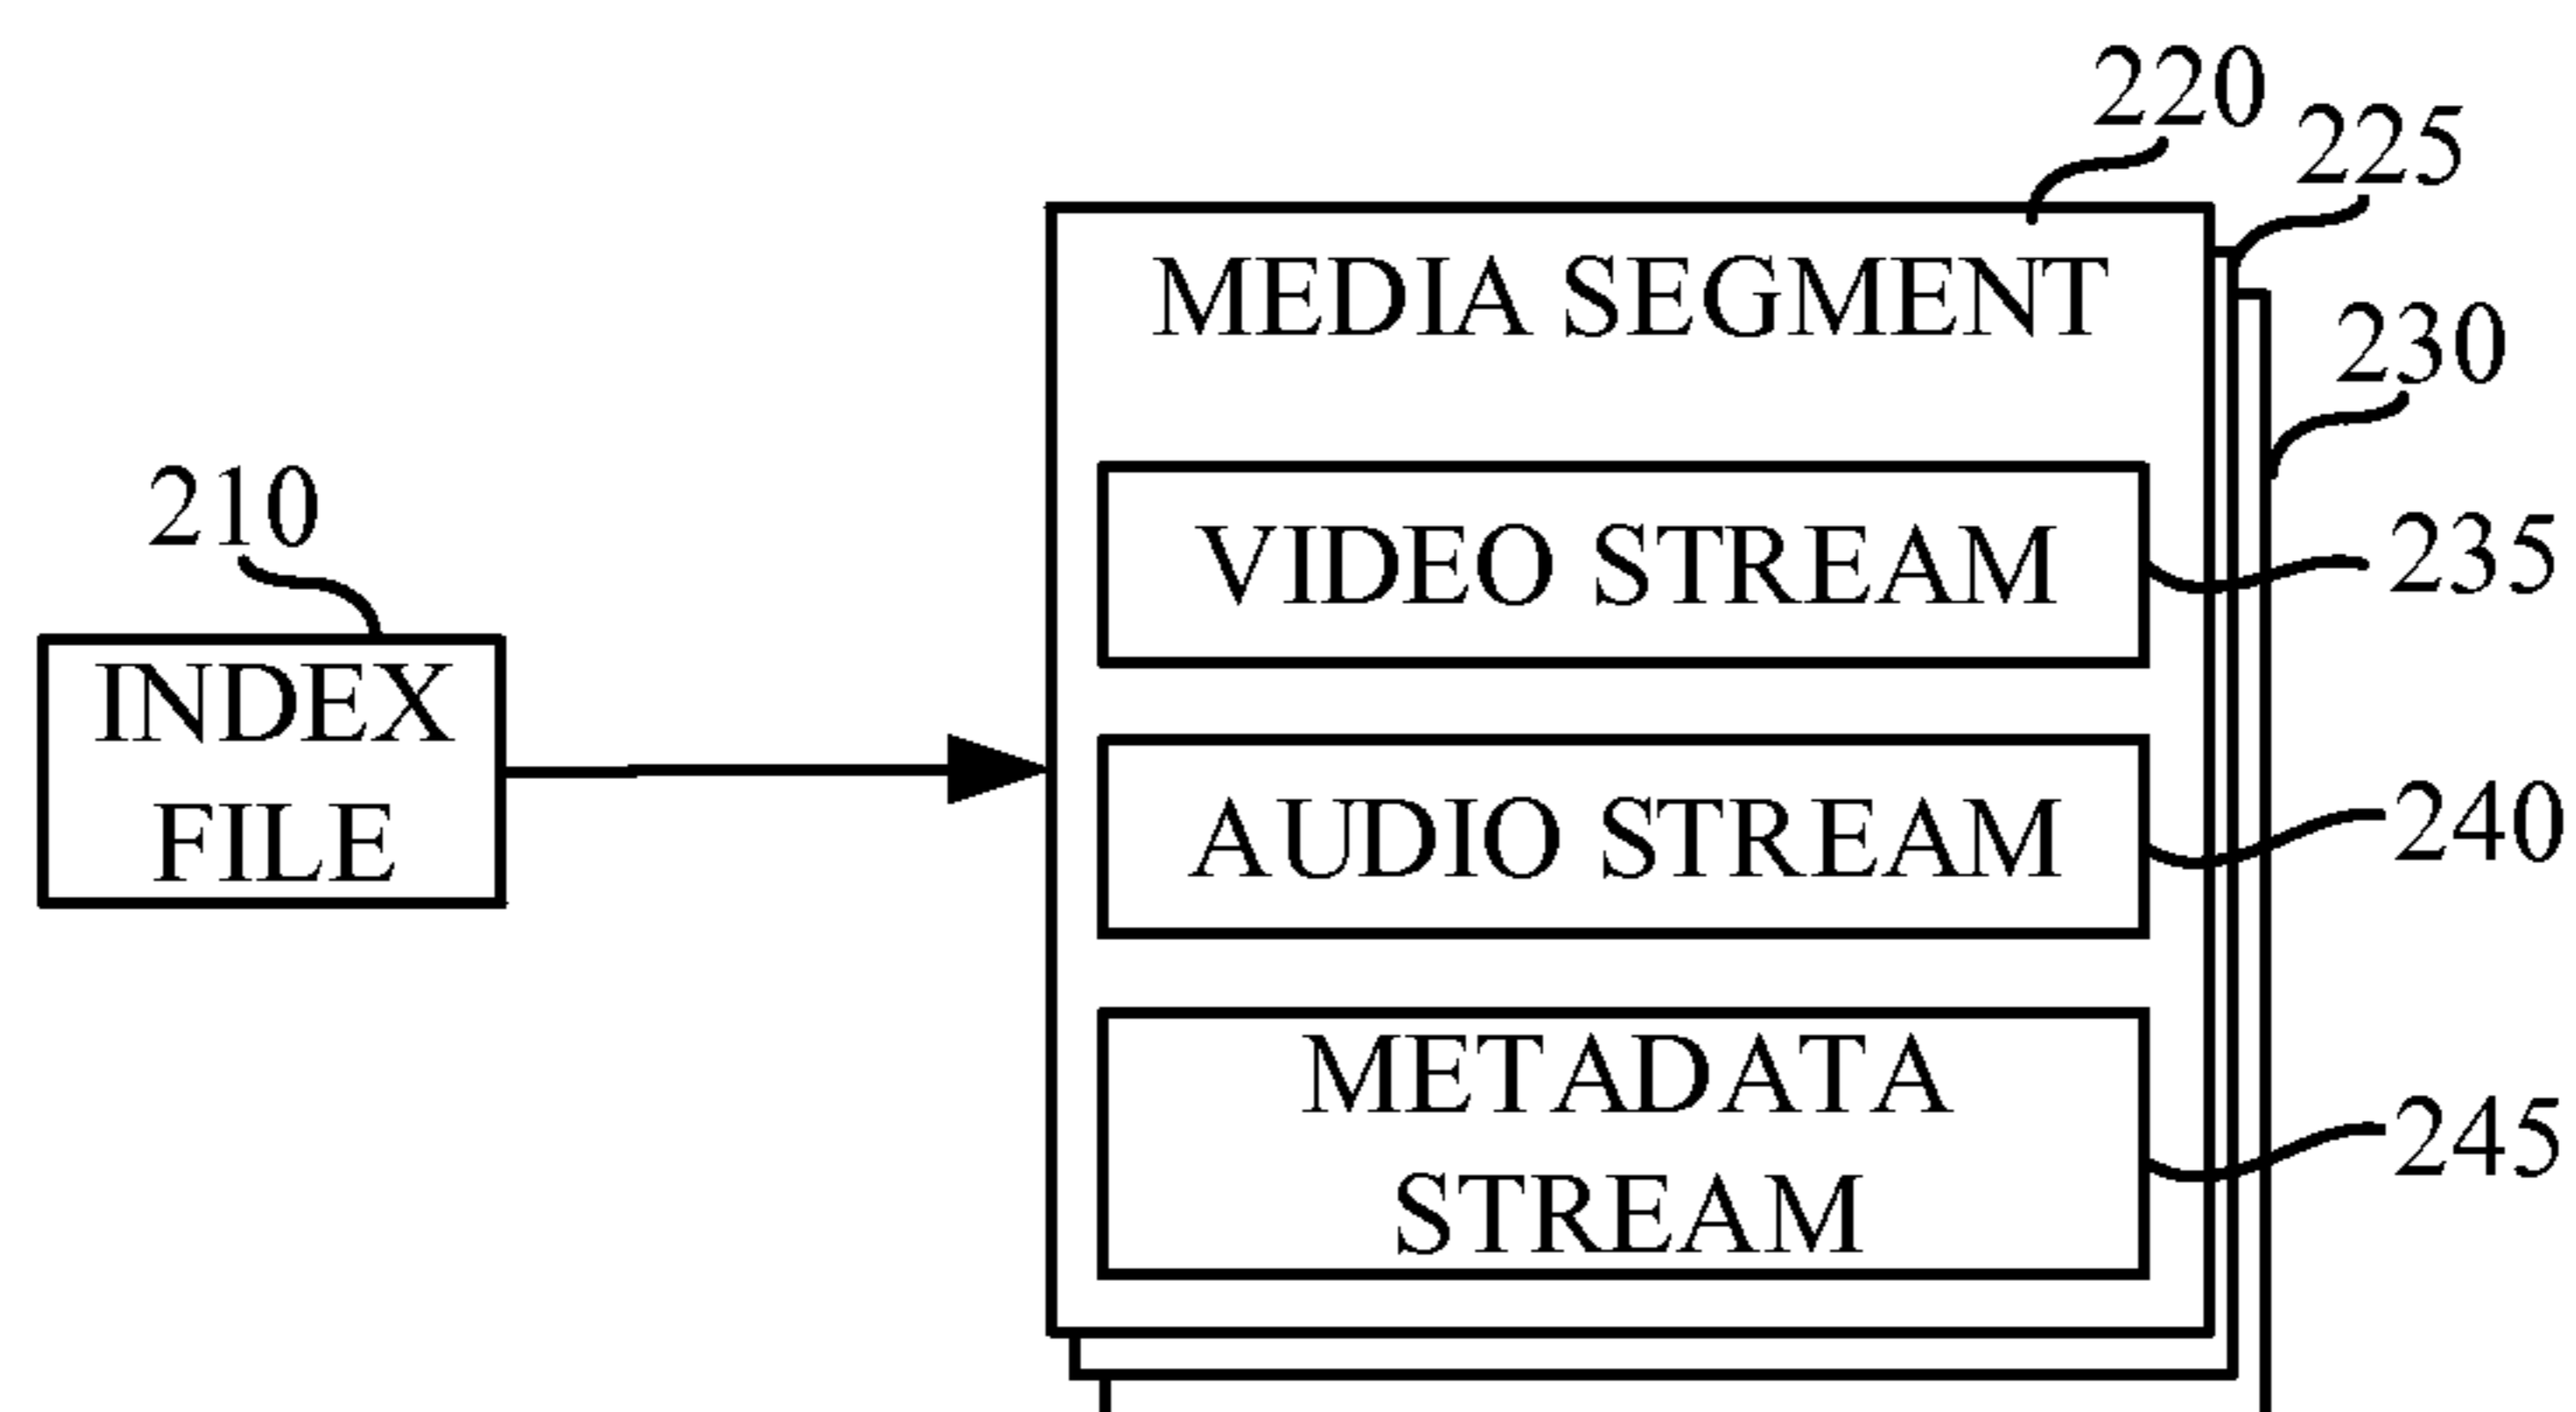 220
225
MEDIA SEGMENT
230
210
VIDEO STREAM
235
INDEX
FILE
AUDIO STREAM
240
METADATA
STREAM
245